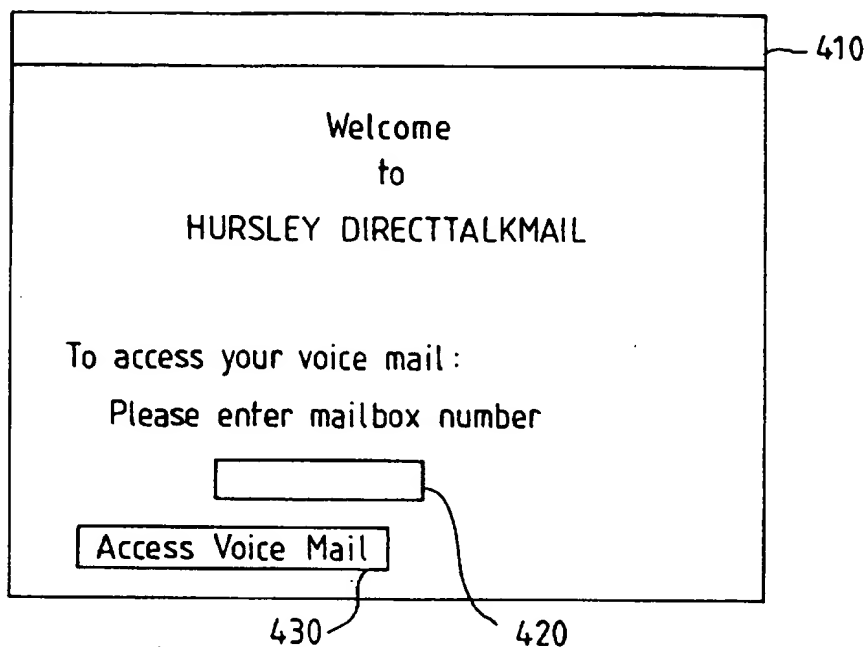 410
Welcome
to
HURSLEY DIRECTTALKMAIL
To access your voice mail:
Please enter mailbox number
Access Voice Mail
430
420